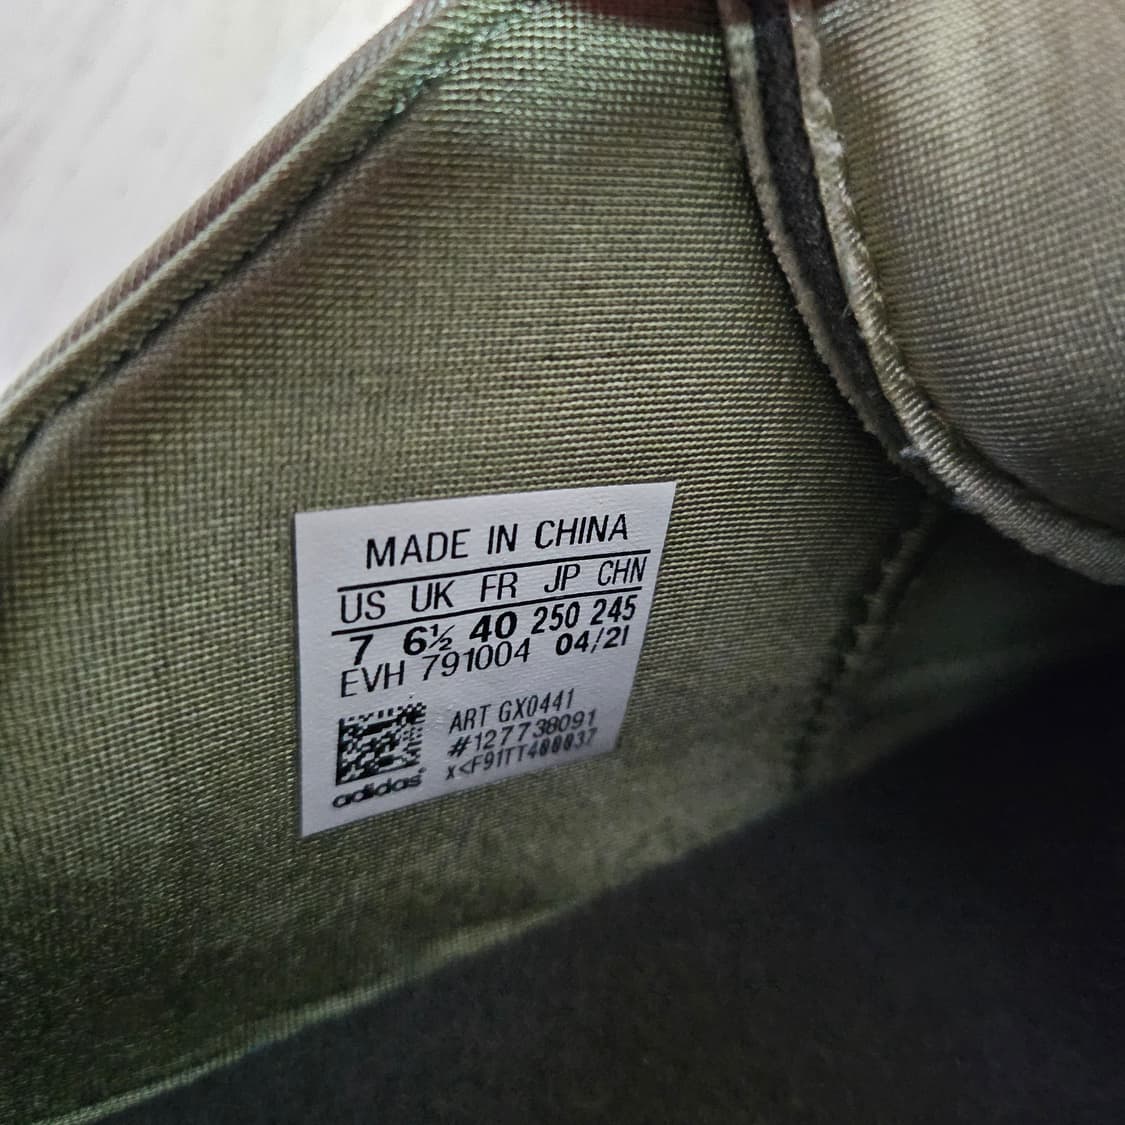 MADE IN CHINA
US UK FR JP CHN
7 6½ 40 250 245
EVH 791004 04/21
ART GX0441
#127738091
x<F91TT400037
adidas